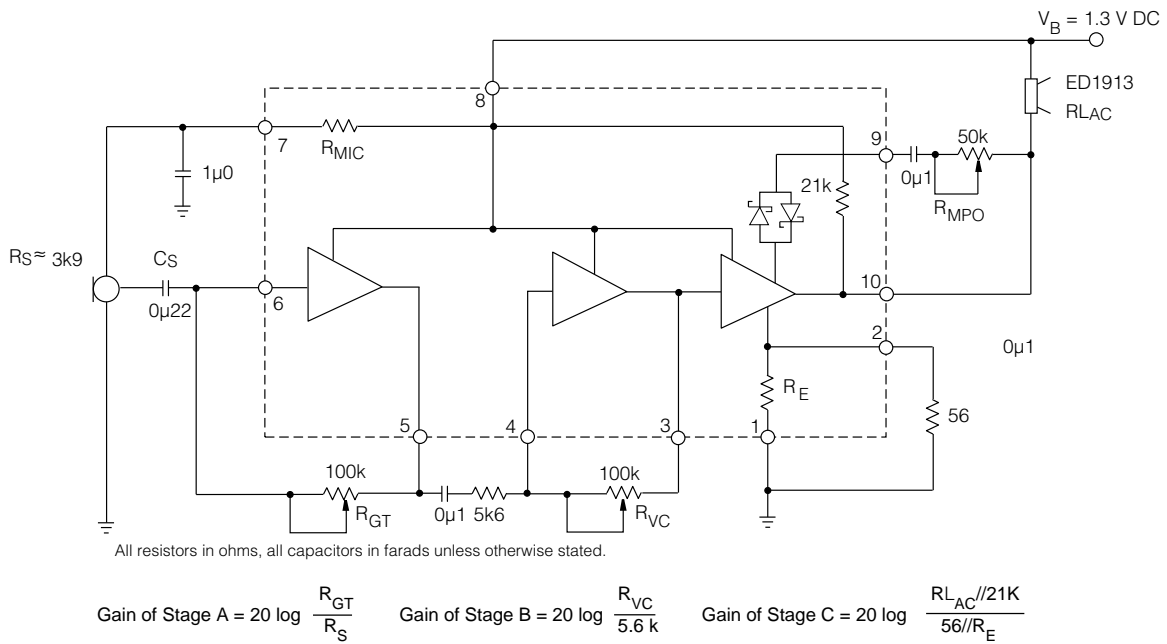 V_B = 1.3 V DC
ED1913
RL_AC
8
7
R_MIC
9
50k
0µ1
R_MPO
1µ0
21k
R_S ≈ 3k9
C_S
0µ22
6
10
2
0µ1
R_E
56
5
4
3
1
100k
R_GT
0µ1
5k6
100k
R_VC
All resistors in ohms, all capacitors in farads unless otherwise stated.
Gain of Stage A = 20 log R_GT / R_S
Gain of Stage B = 20 log R_VC / 5.6 k
Gain of Stage C = 20 log RL_AC//21K / 56//R_E